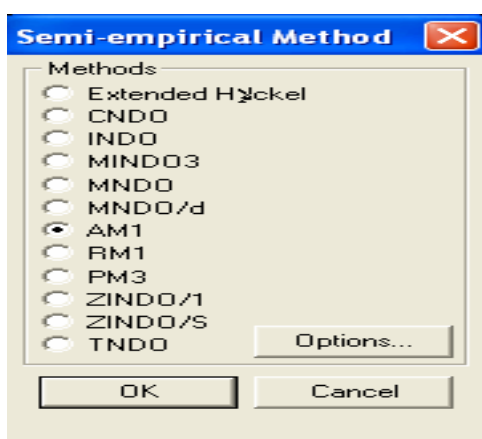 Semi-empirical Method
Methods
Extended Hکckel
CNDO
INDO
MINDO3
MNDO
MNDO/d
AM1
RM1
PM3
ZINDO/1
ZINDO/S
TNDO
Options...
OK
Cancel